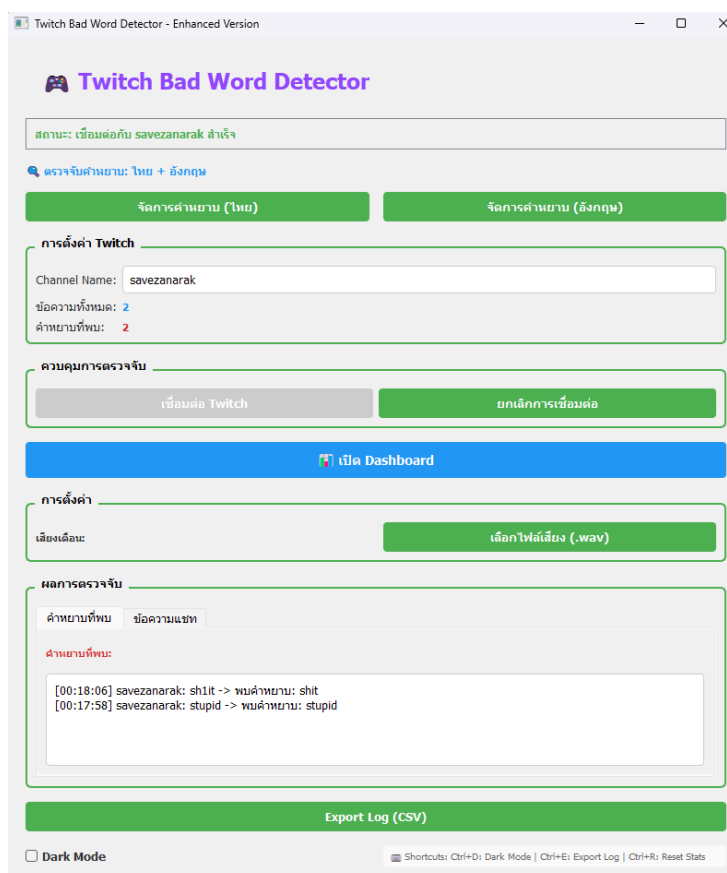 Twitch Bad Word Detector - Enhanced Version
Twitch Bad Word Detector
สถานะ: เชื่อมต่อกับ savezanarak สำเร็จ
ตรวจจับคำหยาบ: ไทย + อังกฤษ
จัดการคำหยาบ (ไทย) จัดการคำหยาบ (อังกฤษ)
การตั้งค่า Twitch
Channel Name: savezanarak
ข้อความทั้งหมด: 2
คำหยาบที่พบ: 2
ควบคุมการตรวจจับ
เชื่อมต่อ Twitch ยกเลิกการเชื่อมต่อ
เปิด Dashboard
การตั้งค่า
เสียงเตือน: เลือกไฟล์เสียง (.wav)
ผลการตรวจจับ
คำหยาบที่พบ ข้อความแชท
คำหยาบที่พบ:
[00:18:06] savezanarak: sh1it -> พบคำหยาบ: shit
[00:17:58] savezanarak: stupid -> พบคำหยาบ: stupid
Export Log (CSV)
Dark Mode Shortcuts: Ctrl+D: Dark Mode | Ctrl+E: Export Log | Ctrl+R: Reset Stats